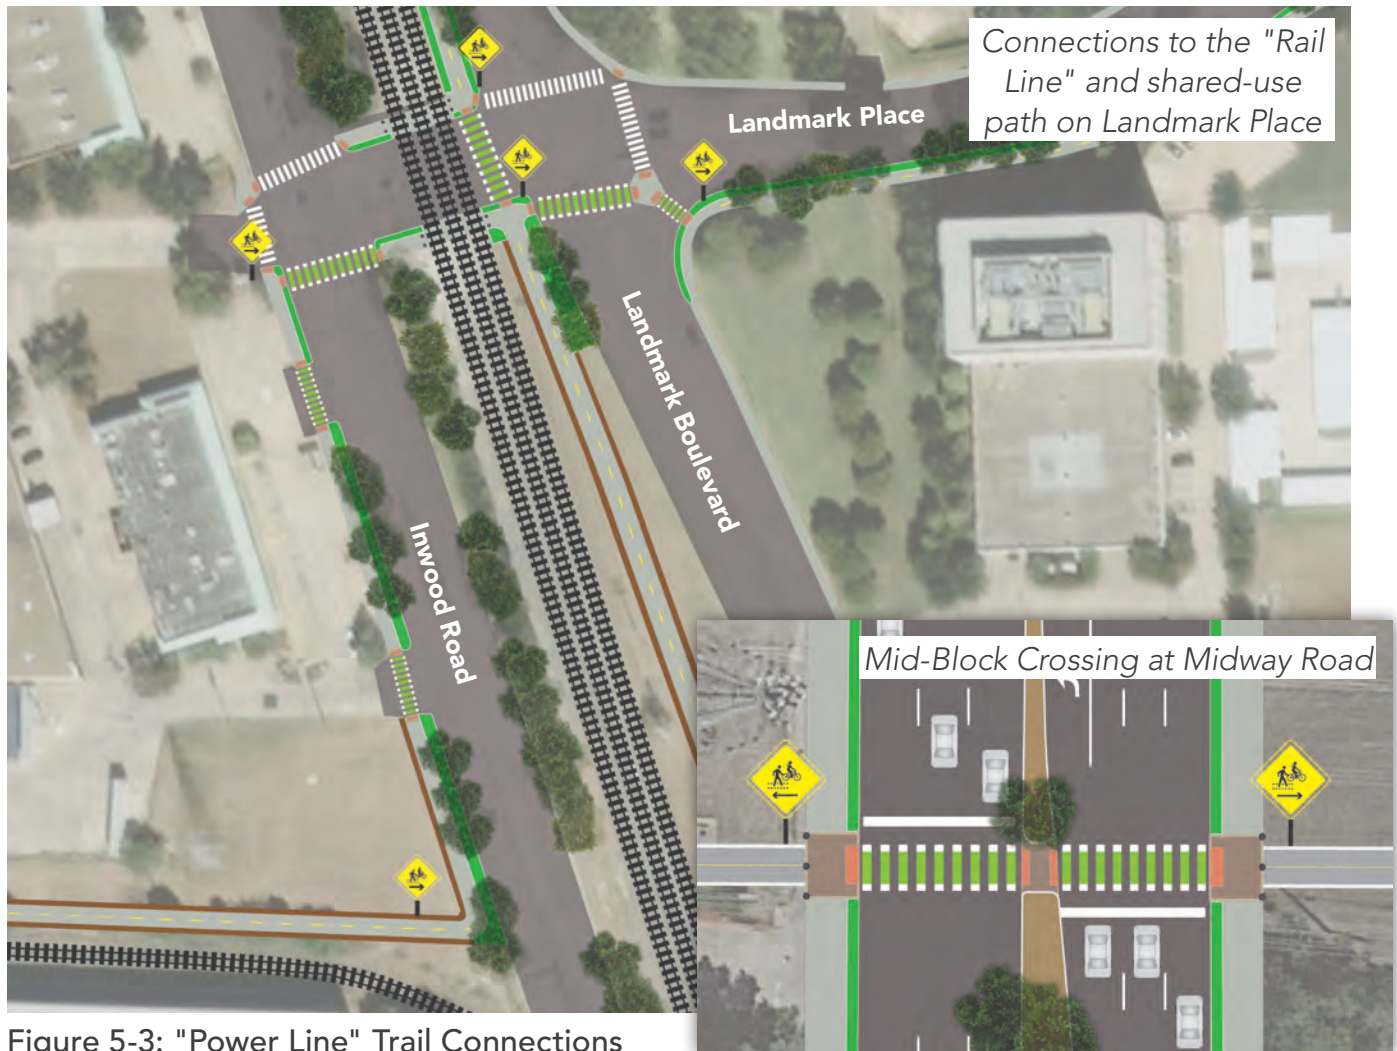 Connections to the "Rail
Line" and shared-use
path on Landmark Place
Landmark Place
Landmark Boulevard
Inwood Road
Mid-Block Crossing at Midway Road
Figure 5-3: "Power Line" Trail Connections